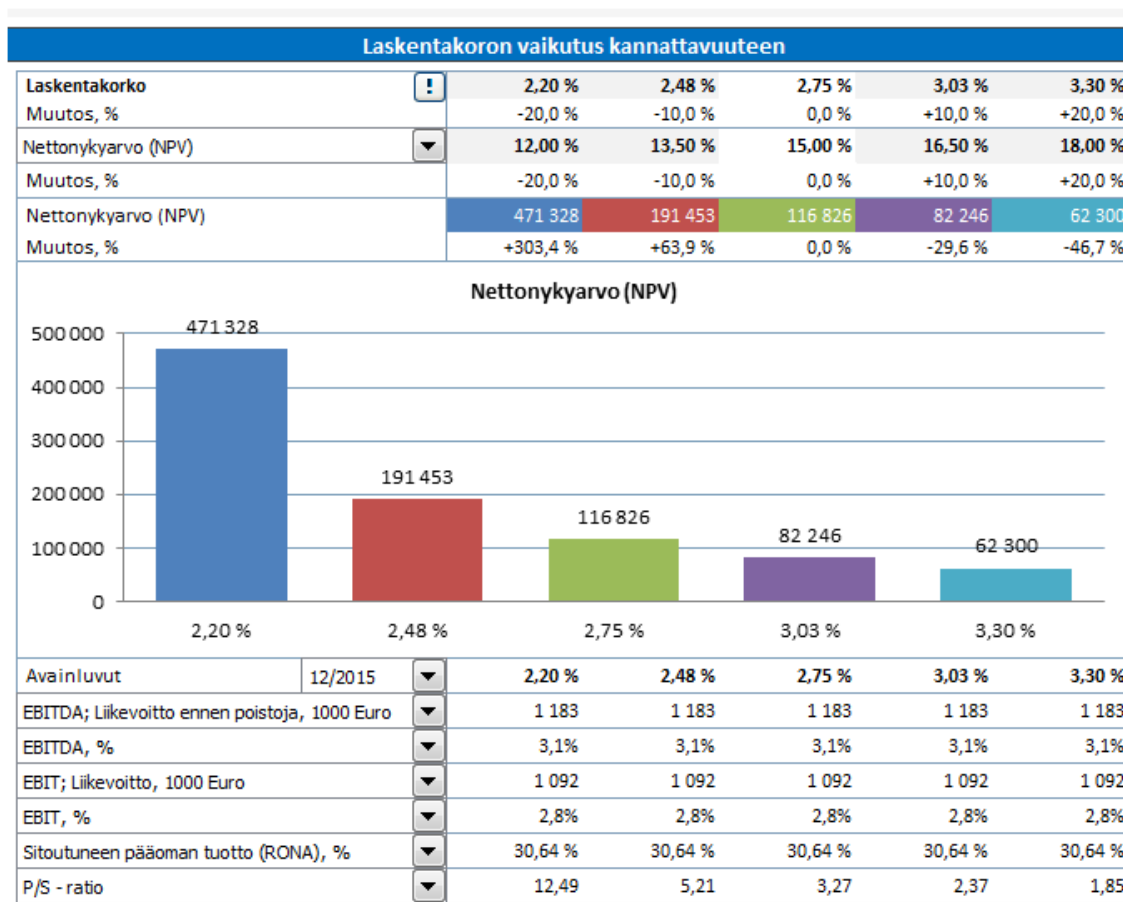 Laskentakoron vaikutus kannattavuuteen
Laskentakorko ! 2,20 % 2,48 % 2,75 % 3,03 % 3,30 %
Muutos, % -20,0 % -10,0 % 0,0 % +10,0 % +20,0 %
Nettonykyarvo (NPV) 12,00 % 13,50 % 15,00 % 16,50 % 18,00 %
Muutos, % -20,0 % -10,0 % 0,0 % +10,0 % +20,0 %
Nettonykyarvo (NPV) 471 328 191 453 116 826 82 246 62 300
Muutos, % +303,4 % +63,9 % 0,0 % -29,6 % -46,7 %
Nettonykyarvo (NPV)
500 000
400 000
300 000
200 000
100 000
0
471 328
191 453
116 826
82 246
62 300
2,20 % 2,48 % 2,75 % 3,03 % 3,30 %
Avainluvut 12/2015 2,20 % 2,48 % 2,75 % 3,03 % 3,30 %
EBITDA; Liikevoitto ennen poistoja, 1000 Euro 1 183 1 183 1 183 1 183 1 183
EBITDA, % 3,1% 3,1% 3,1% 3,1% 3,1%
EBIT; Liikevoitto, 1000 Euro 1 092 1 092 1 092 1 092 1 092
EBIT, % 2,8% 2,8% 2,8% 2,8% 2,8%
Sitoutuneen pääoman tuotto (RONA), % 30,64 % 30,64 % 30,64 % 30,64 % 30,64 %
P/S - ratio 12,49 5,21 3,27 2,37 1,85